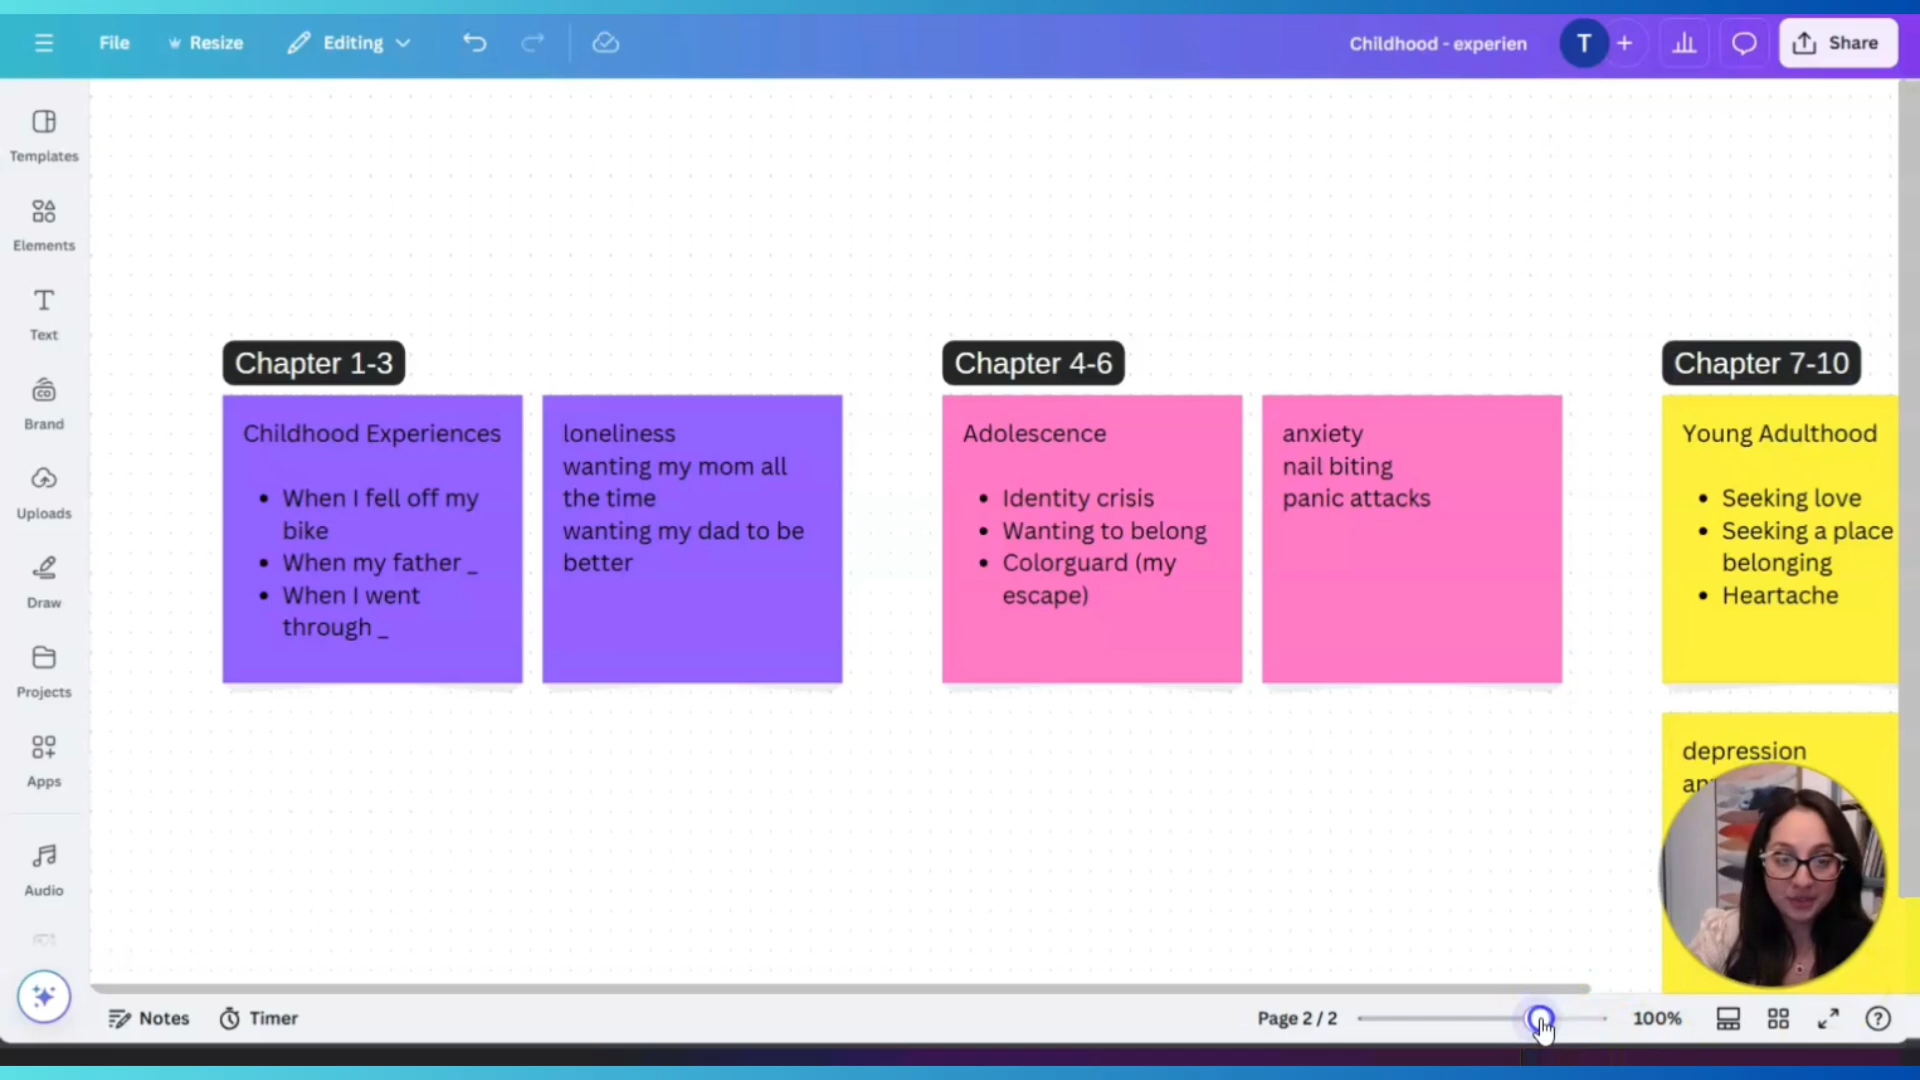 File
Resize
Editing
Childhood - experien
T
Share
Templates
Elements
Text
Brand
Uploads
Draw
Projects
Apps
Audio
Chapter 1-3
Childhood Experiences
• When I fell off my
bike
• When my father _
• When I went
through _
loneliness
wanting my mom all
the time
wanting my dad to be
better
Chapter 4-6
Adolescence
• Identity crisis
• Wanting to belong
• Colorguard (my
escape)
anxiety
nail biting
panic attacks
Chapter 7-10
Young Adulthood
• Seeking love
• Seeking a place
belonging
• Heartache
depression
Notes
Timer
Page 2 / 2
100%